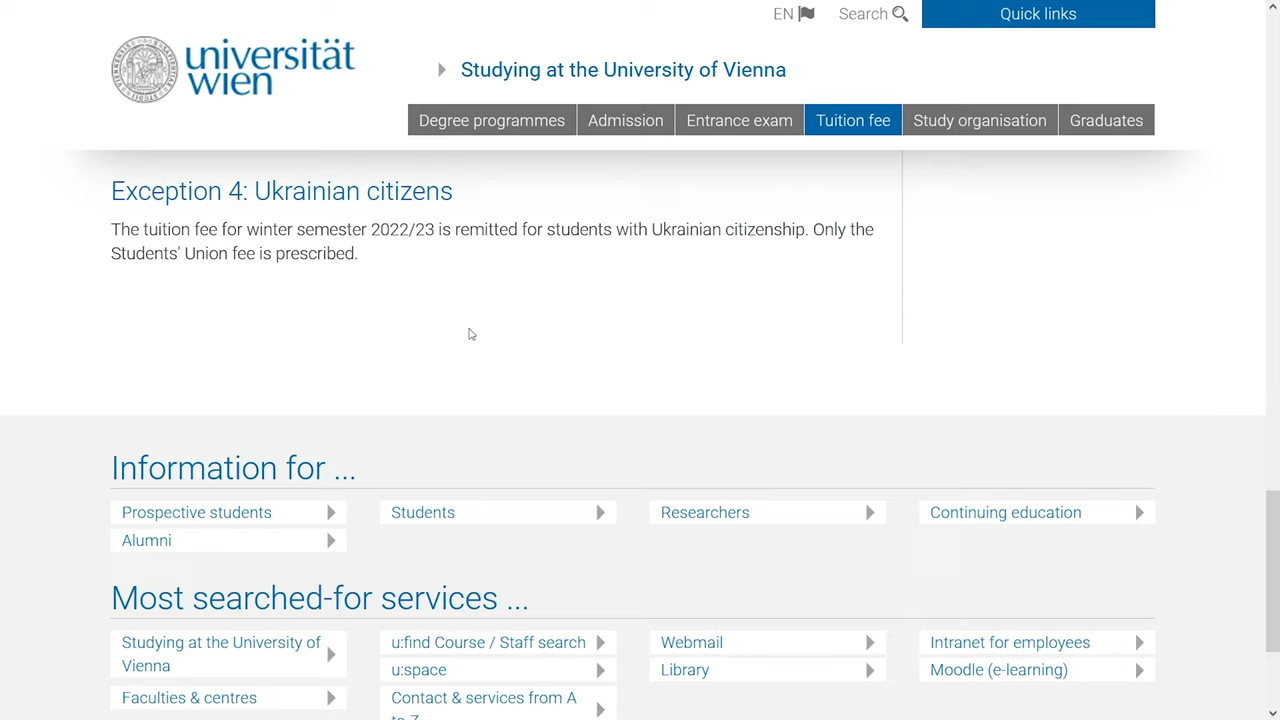 EN
Search
Quick links
universität
wien
Studying at the University of Vienna
Degree programmes
Admission
Entrance exam
Tuition fee
Study organisation
Graduates
Exception 4: Ukrainian citizens
The tuition fee for winter semester 2022/23 is remitted for students with Ukrainian citizenship. Only the
Students' Union fee is prescribed.
Information for ...
Prospective students
Students
Researchers
Continuing education
Alumni
Most searched-for services ...
Studying at the University of
Vienna
u:find Course / Staff search
Webmail
Intranet for employees
u:space
Library
Moodle (e-learning)
Faculties & centres
Contact & services from A
to Z